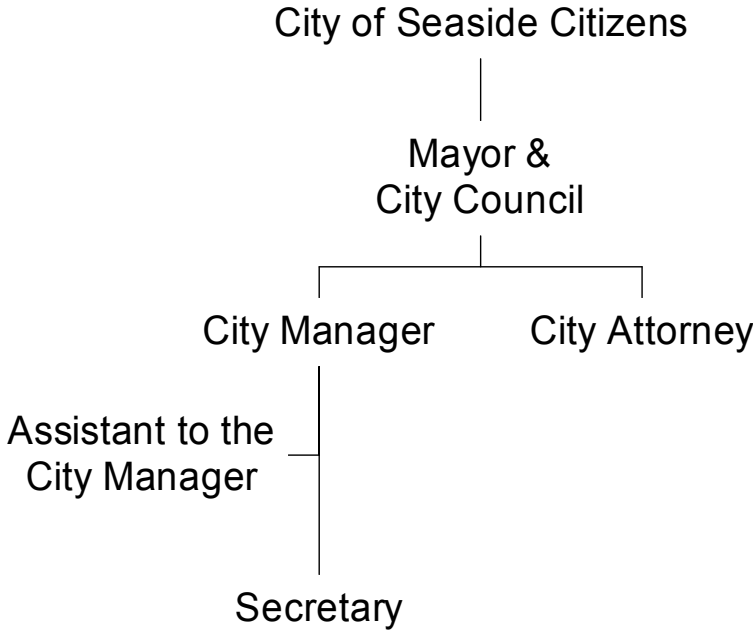 City of Seaside Citizens
Mayor &
City Council
City Manager
City Attorney
Assistant to the
City Manager
Secretary